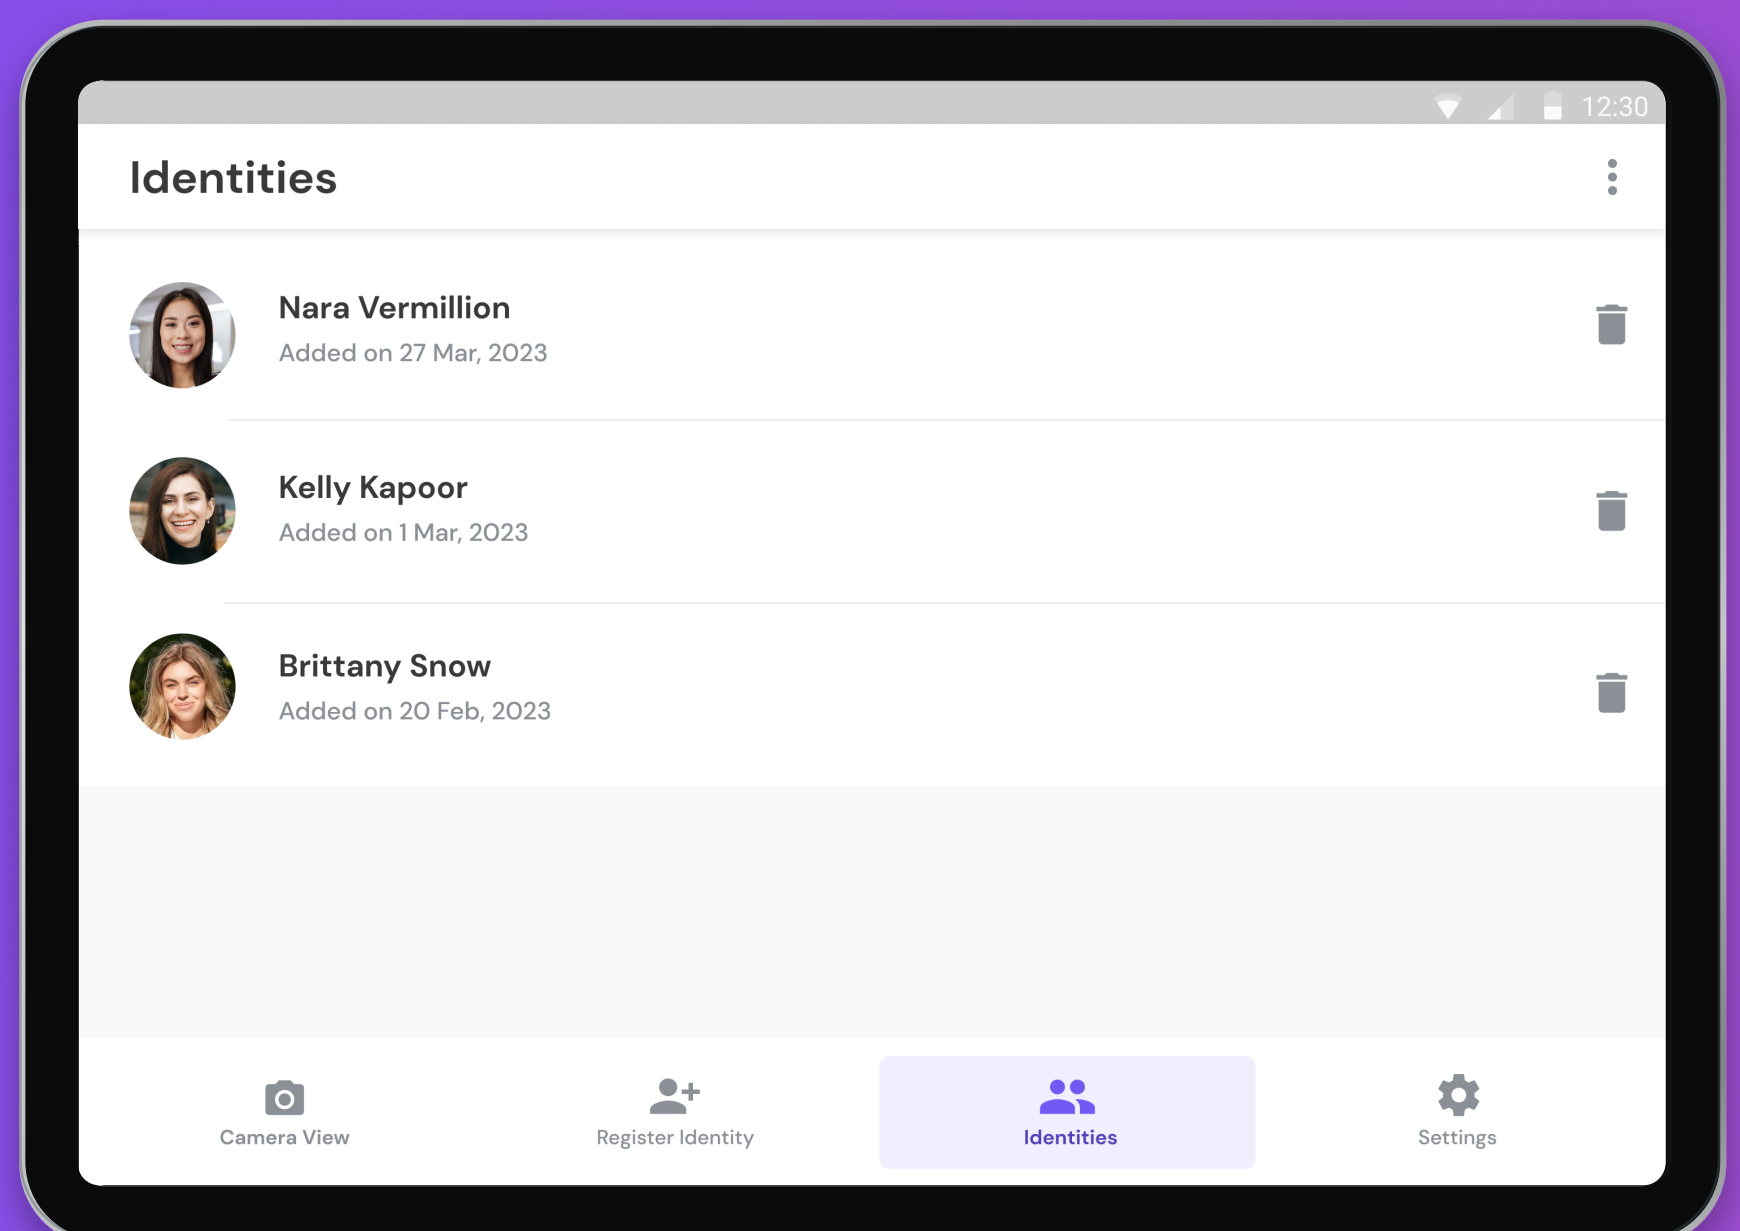 12:30
Identities
Nara Vermillion
Added on 27 Mar, 2023
Kelly Kapoor
Added on 1 Mar, 2023
Brittany Snow
Added on 20 Feb, 2023
Camera View
Register Identity
Identities
Settings